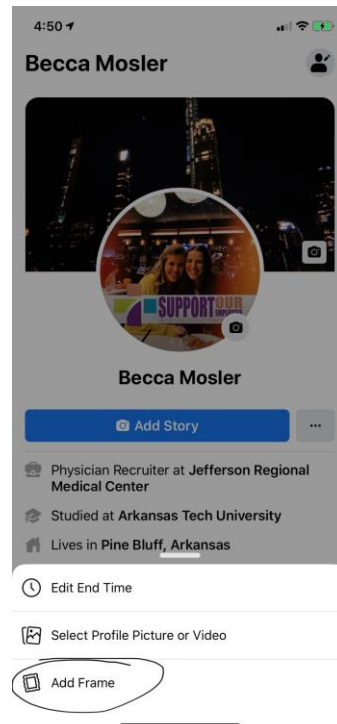 4:50
Becca Mosler
SUPPORT OUR
EMPLOYEES
Becca Mosler
Add Story
Physician Recruiter at Jefferson Regional
Medical Center
Studied at Arkansas Tech University
Lives in Pine Bluff, Arkansas
Edit End Time
Select Profile Picture or Video
Add Frame